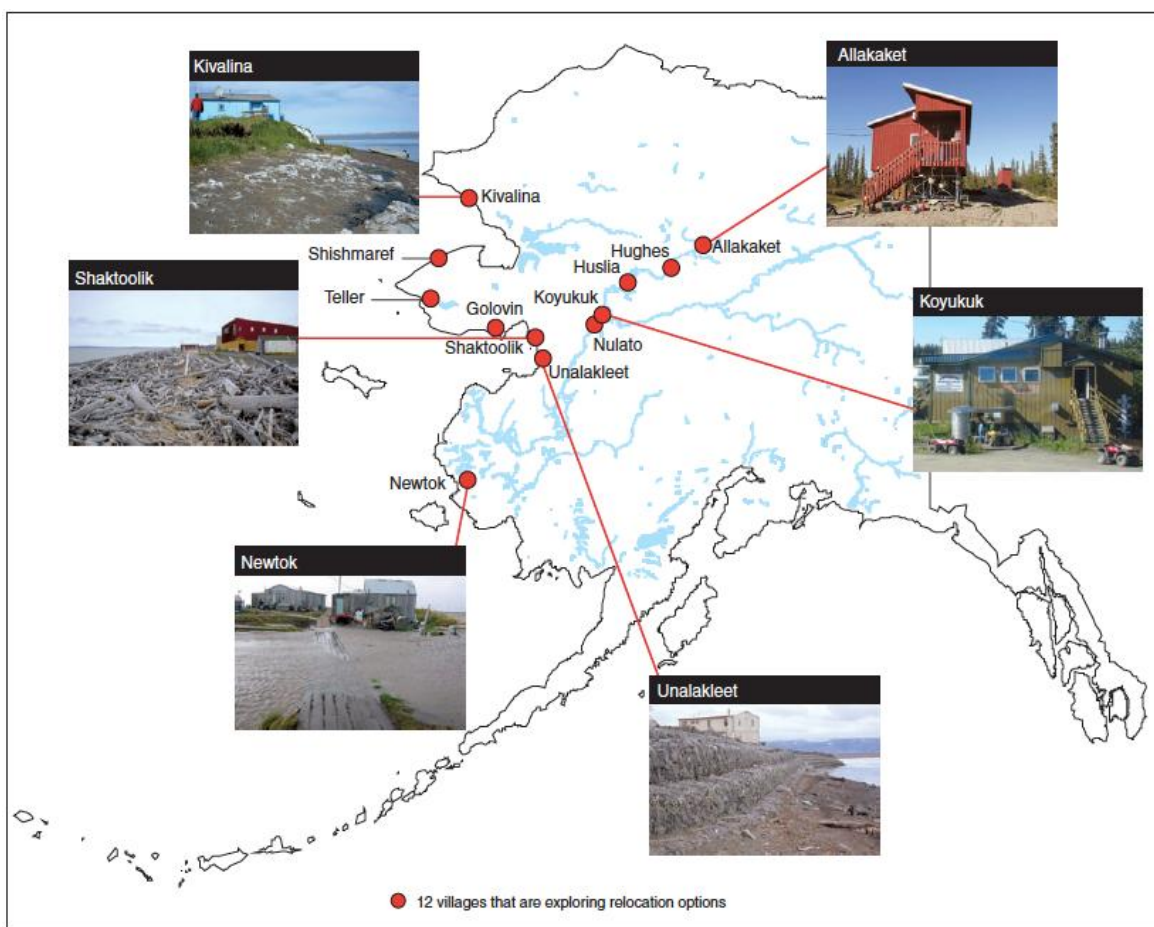 Kivalina
Allakaket
Kivalina
Shishmaref
Hughes
Allakaket
Huslia
Shaktoolik
Teller
Koyukuk
Koyukuk
Golovin
Nulato
Shaktoolik
Unalakleet
Newtok
Newtok
Unalakleet
12 villages that are exploring relocation options